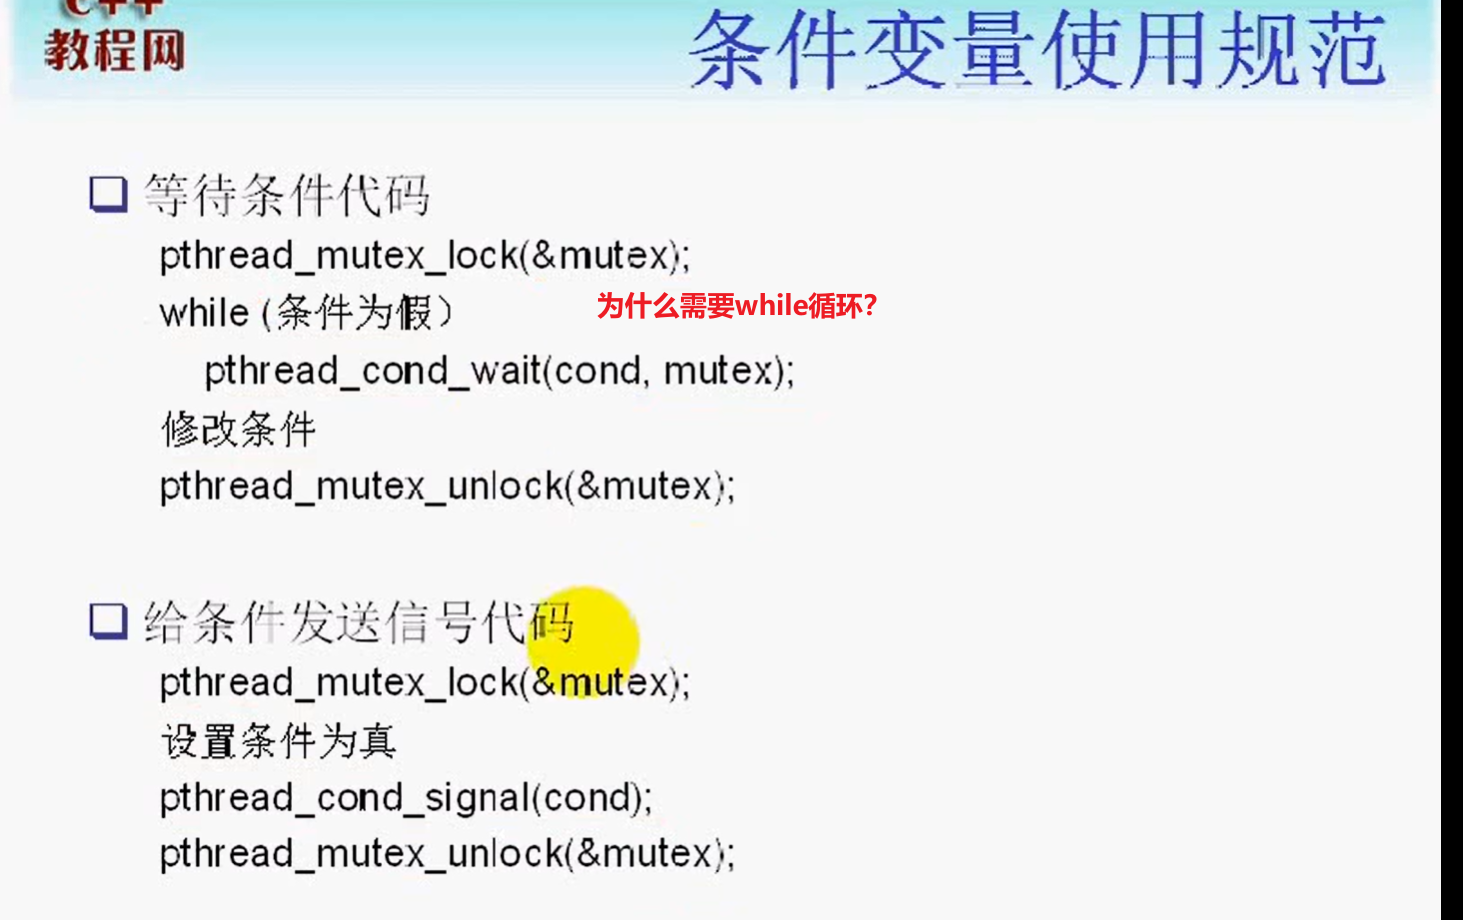 C++
教程网
条件变量使用规范
等待条件代码
pthread_mutex_lock(&mutex);
while (条件为假）
为什么需要while循环？
pthread_cond_wait(cond, mutex);
修改条件
pthread_mutex_unlock(&mutex);
给条件发送信号代码
pthread_mutex_lock(&mutex);
设置条件为真
pthread_cond_signal(cond);
pthread_mutex_unlock(&mutex);